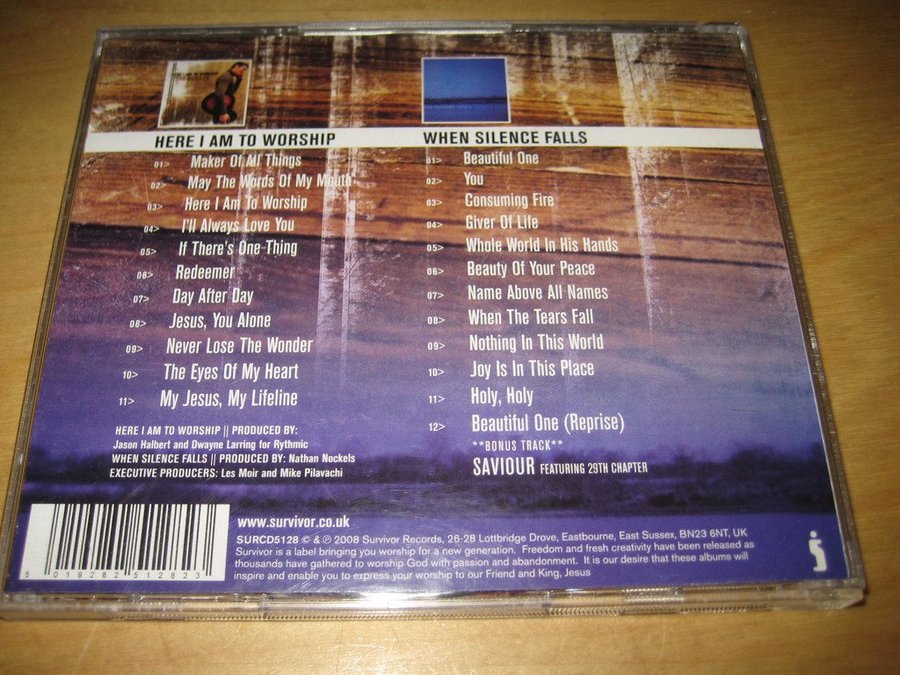 HERE I AM TO WORSHIP
01> Maker Of All Things
02> May The Words Of My Mouth
03> Here I Am To Worship
04> I'll Always Love You
05> If There's One Thing
06> Redeemer
07> Day After Day
08> Jesus, You Alone
09> Never Lose The Wonder
10> The Eyes Of My Heart
11> My Jesus, My Lifeline
HERE I AM TO WORSHIP || PRODUCED BY:
Jason Halbert and Dwayne Larring for Rythmic
WHEN SILENCE FALLS || PRODUCED BY: Nathan Nockels
EXECUTIVE PRODUCERS: Les Moir and Mike Pilavachi
WHEN SILENCE FALLS
01> Beautiful One
02> You
03> Consuming Fire
04> Giver Of Life
05> Whole World In His Hands
06> Beauty Of Your Peace
07> Name Above All Names
08> When The Tears Fall
09> Nothing In This World
10> Joy Is In This Place
11> Holy, Holy
12> Beautiful One (Reprise)
**BONUS TRACK**
SAVIOUR FEATURING 29TH CHAPTER
5 019282 512823
www.survivor.co.uk
SURCD5128 © & ℗ 2008 Survivor Records, 26-28 Lottbridge Drove, Eastbourne, East Sussex, BN23 6NT, UK
Survivor is a label bringing you worship for a new generation. Freedom and fresh creativity have been released as
thousands have gathered to worship God with passion and abandonment. It is our desire that these albums will
inspire and enable you to express your worship to our Friend and King, Jesus